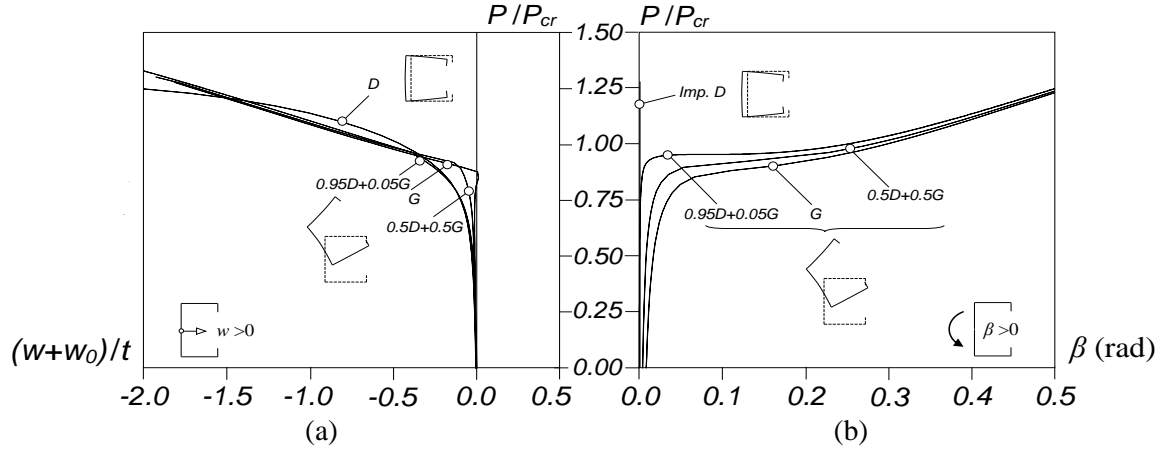 P/Pcr
P/Pcr
1.50
1.25
1.00
0.75
0.50
0.25
0.00
D
0.95D+0.05G
G
0.5D+0.5G
w >0
(w+w0)/t
-2.0 -1.5 -1.0 -0.5 0.0 0.5
(a)
Imp. D
0.5D+0.5G
0.95D+0.05G G
β >0
β (rad)
0.0 0.1 0.2 0.3 0.4 0.5
(b)